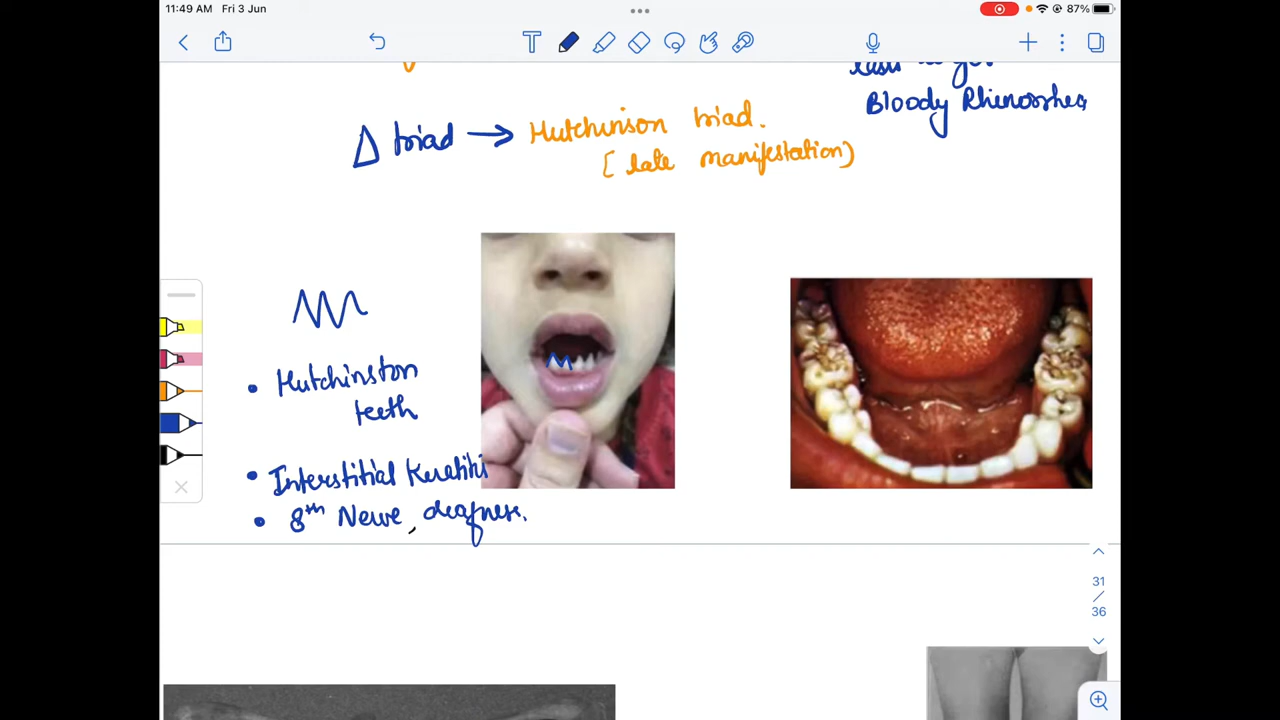 11:49 AM Fri 3 Jun
87%
Bloody Rhinorrhea
Δ triad → Hutchinson triad.
[ late manifestation)
• Hutchinston
teeth
• Interstitial Keratiti
• 8th Nerve, deafness.
31
/
36